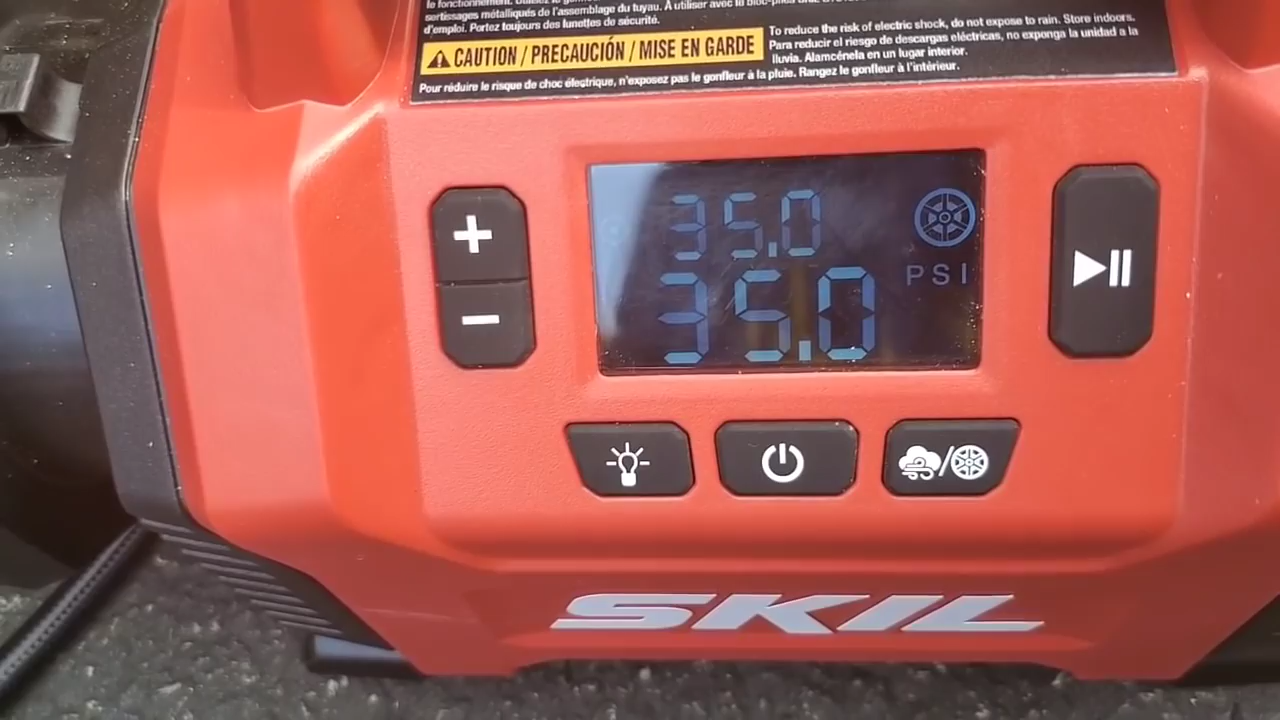 sertissages métalliques de l'assemblage du tuyau. À utiliser avec le
d'emploi. Portez toujours des lunettes de sécurité.
CAUTION / PRECAUCIÓN / MISE EN GARDE
To reduce the risk of electric shock, do not expose to rain. Store indoors.
Para reducir el riesgo de descargas eléctricas, no exponga la unidad a la
lluvia. Alamcénela en un lugar interior.
Pour réduire le risque de choc électrique, n'exposez pas le gonfleur à la pluie. Rangez le gonfleur à l'intérieur.
35.0
PSI
35.0
SKIL